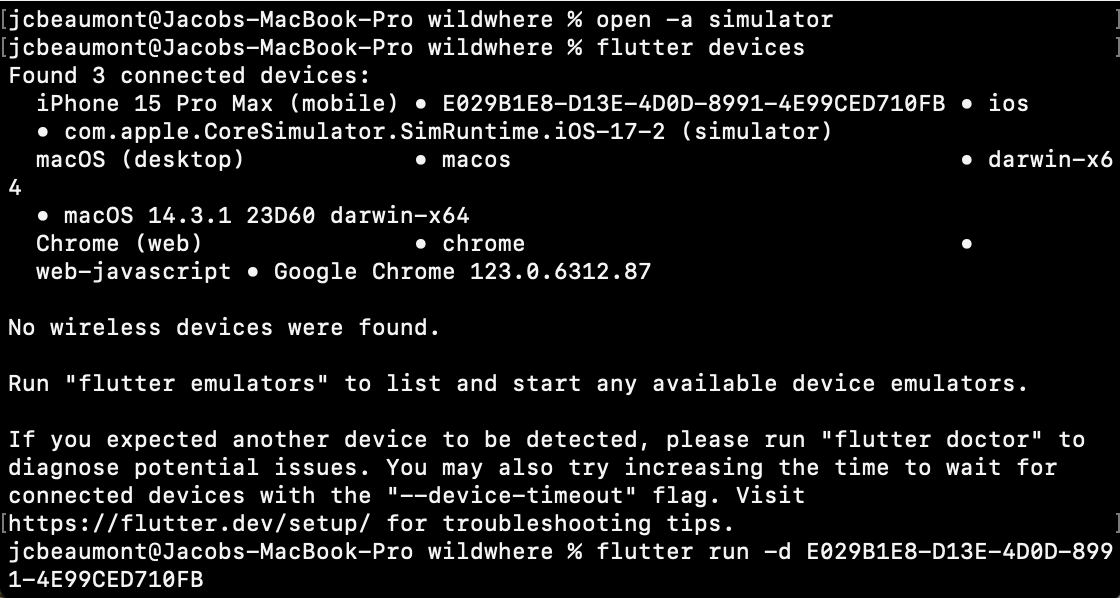 [jcbeaumont@Jacobs-MacBook-Pro wildwhere % open -a simulator ]
[jcbeaumont@Jacobs-MacBook-Pro wildwhere % flutter devices ]
Found 3 connected devices:
iPhone 15 Pro Max (mobile) • E029B1E8-D13E-4D0D-8991-4E99CED710FB • ios
• com.apple.CoreSimulator.SimRuntime.iOS-17-2 (simulator)
macOS (desktop) • macos • darwin-x6
4
• macOS 14.3.1 23D60 darwin-x64
Chrome (web) • chrome •
web-javascript • Google Chrome 123.0.6312.87
No wireless devices were found.
Run "flutter emulators" to list and start any available device emulators.
If you expected another device to be detected, please run "flutter doctor" to
diagnose potential issues. You may also try increasing the time to wait for
connected devices with the "--device-timeout" flag. Visit
[https://flutter.dev/setup/ for troubleshooting tips. ]
jcbeaumont@Jacobs-MacBook-Pro wildwhere % flutter run -d E029B1E8-D13E-4D0D-899
1-4E99CED710FB